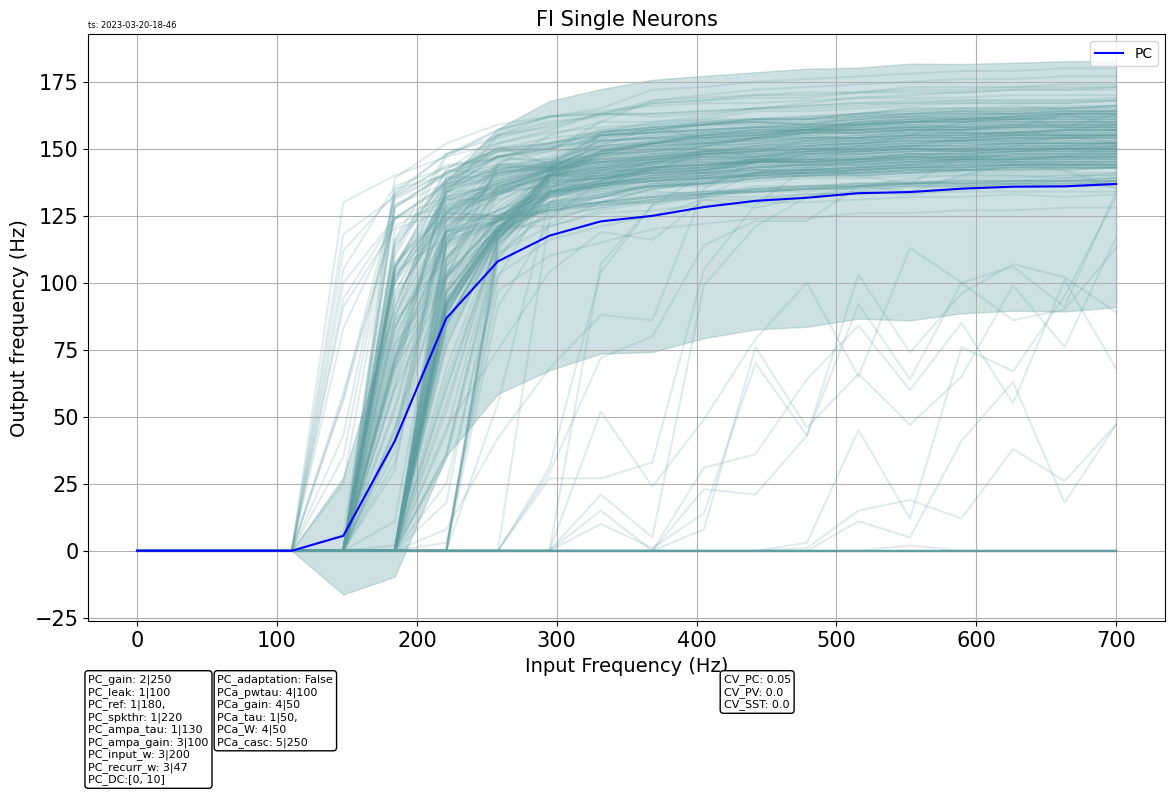 FI Single Neurons
ts: 2023-03-20-18-46
PC
175
150
125
100
75
50
25
0
−25
Output frequency (Hz)
0 100 200 300 400 500 600 700
Input Frequency (Hz)
PC_gain: 2|250
PC_leak: 1|100
PC_ref: 1|180,
PC_spkthr: 1|220
PC_ampa_tau: 1|130
PC_ampa_gain: 3|100
PC_input_w: 3|200
PC_recurr_w: 3|47
PC_DC:[0, 10]
PC_adaptation: False
PCa_pwtau: 4|100
PCa_gain: 4|50
PCa_tau: 1|50,
PCa_W: 4|50
PCa_casc: 5|250
CV_PC: 0.05
CV_PV: 0.0
CV_SST: 0.0